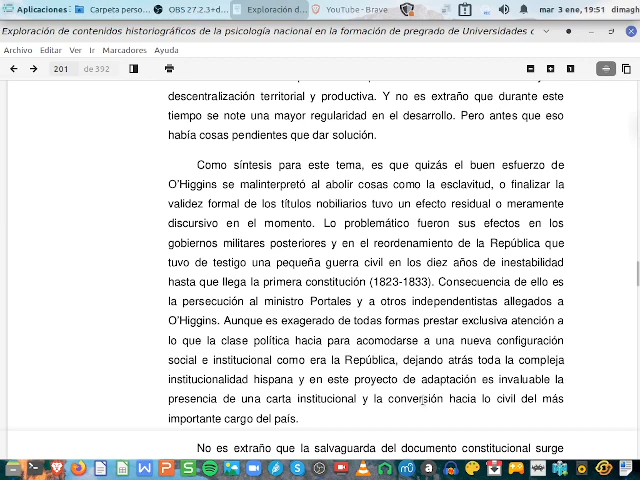 Aplicaciones
Carpeta perso...
OBS 27.2.3+d...
Exploración d...
YouTube - Brave
mar 3 ene, 19:51
dimagh
Exploración de contenidos historiográficos de la psicología nacional en la formación de pregrado de Universidades c
Archivo Editar Ver Ir Marcadores Ayuda
201 de 392
descentralización territorial y productiva. Y no es extraño que durante este
tiempo se note una mayor regularidad en el desarrollo. Pero antes que eso
había cosas pendientes que dar solución.
Como síntesis para este tema, es que quizás el buen esfuerzo de
O'Higgins se malinterpretó al abolir cosas como la esclavitud, o finalizar la
validez formal de los títulos nobiliarios tuvo un efecto residual o meramente
discursivo en el momento. Lo problemático fueron sus efectos en los
gobiernos militares posteriores y en el reordenamiento de la República que
tuvo de testigo una pequeña guerra civil en los diez años de inestabilidad
hasta que llega la primera constitución (1823-1833). Consecuencia de ello es
la persecución al ministro Portales y a otros independentistas allegados a
O'Higgins. Aunque es exagerado de todas formas prestar exclusiva atención a
lo que la clase política hacia para acomodarse a una nueva configuración
social e institucional como era la República, dejando atrás toda la compleja
institucionalidad hispana y en este proyecto de adaptación es invaluable la
presencia de una carta institucional y la conversión hacia lo civil del más
importante cargo del país.
No es extraño que la salvaguarda del documento constitucional surge